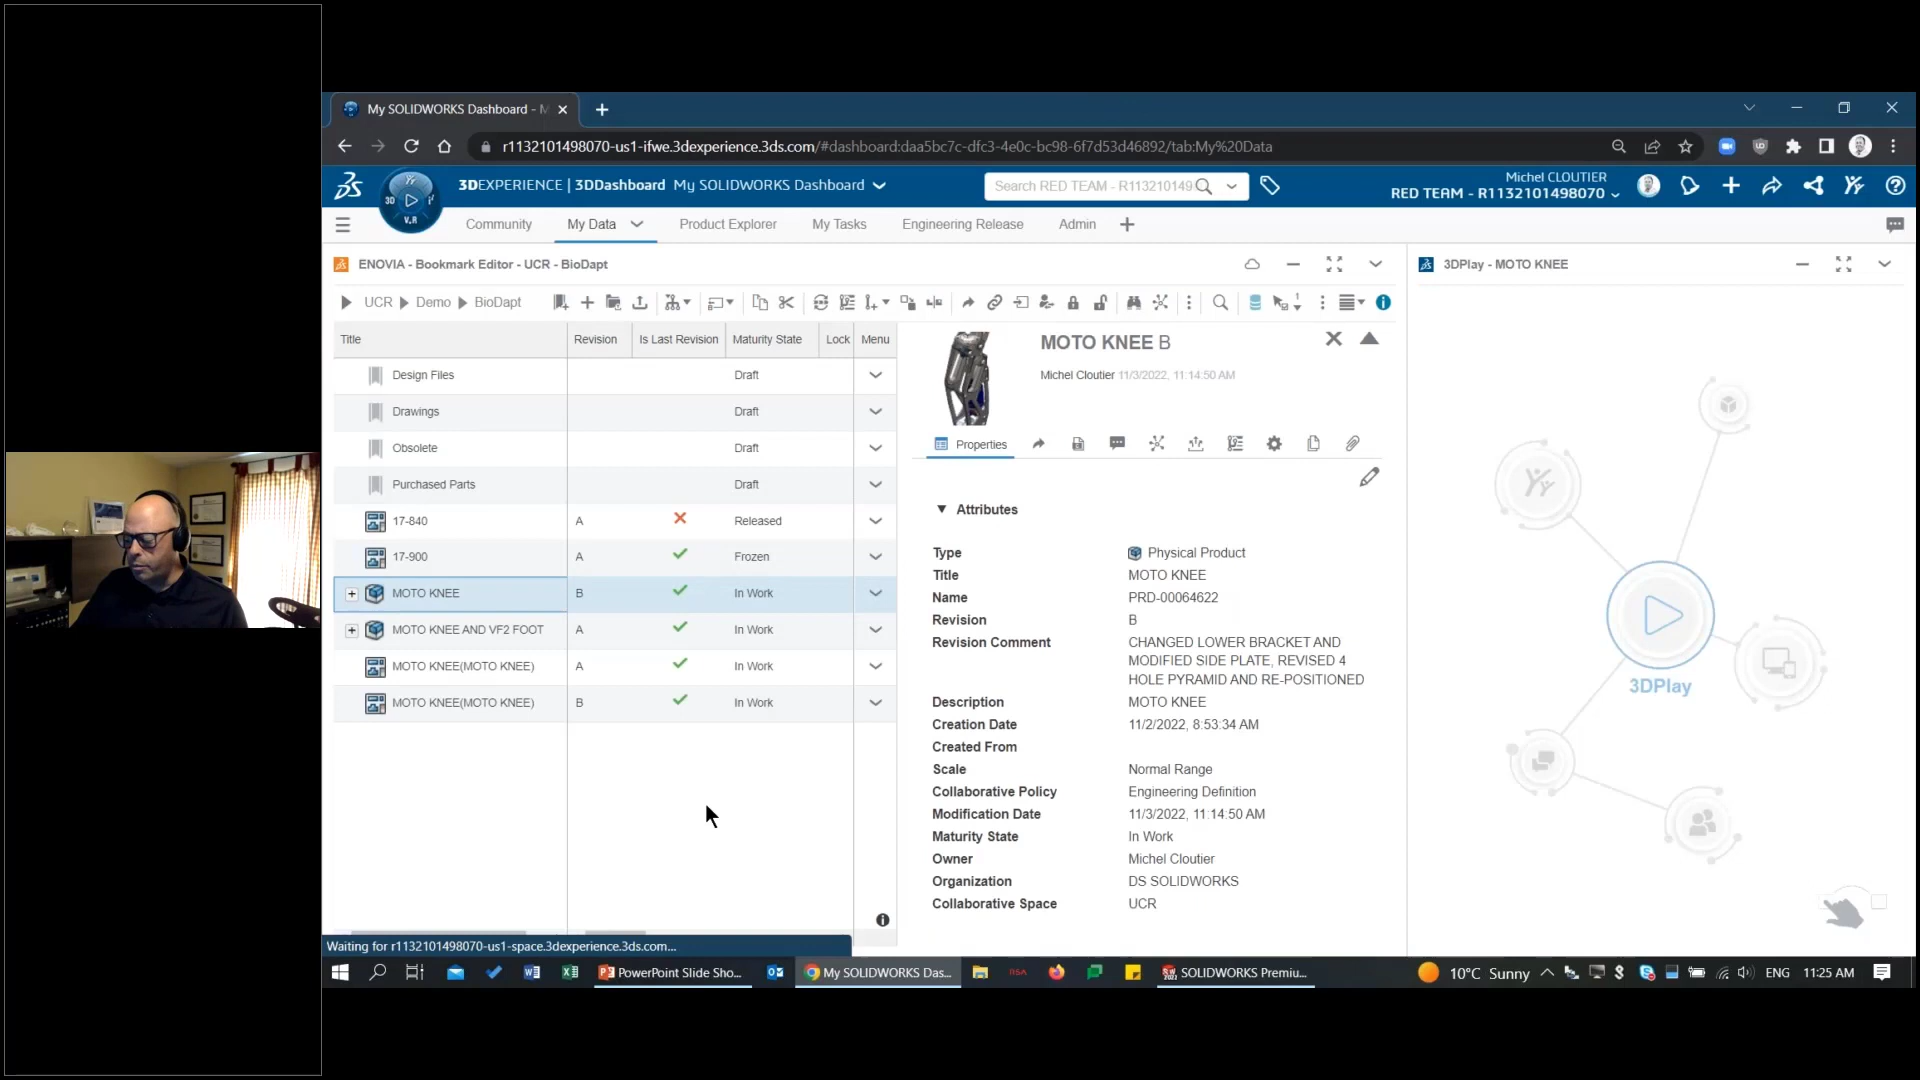 My SOLIDWORKS Dashboard - M
r1132101498070-us1-ifwe.3dexperience.3ds.com/#dashboard:daa5bc7c-dfc3-4e0c-bc98-6f7d53d46892/tab:My%20Data
3D V,R
3DEXPERIENCE | 3DDashboard My SOLIDWORKS Dashboard
Search RED TEAM - R113210149
Michel CLOUTIER
RED TEAM - R1132101498070
Community My Data Product Explorer My Tasks Engineering Release Admin
ENOVIA - Bookmark Editor - UCR - BioDapt
3DPlay - MOTO KNEE
UCR Demo BioDapt
Title Revision Is Last Revision Maturity State Lock Menu
Design Files Draft
Drawings Draft
Obsolete Draft
Purchased Parts Draft
17-840 A Released
17-900 A Frozen
MOTO KNEE B In Work
MOTO KNEE AND VF2 FOOT A In Work
MOTO KNEE(MOTO KNEE) A In Work
MOTO KNEE(MOTO KNEE) B In Work
MOTO KNEE B
Michel Cloutier 11/3/2022, 11:14:50 AM
Properties
Attributes
Type Physical Product
Title MOTO KNEE
Name PRD-00064622
Revision B
Revision Comment CHANGED LOWER BRACKET AND
MODIFIED SIDE PLATE, REVISED 4
HOLE PYRAMID AND RE-POSITIONED
Description MOTO KNEE
Creation Date 11/2/2022, 8:53:34 AM
Created From
Scale Normal Range
Collaborative Policy Engineering Definition
Modification Date 11/3/2022, 11:14:50 AM
Maturity State In Work
Owner Michel Cloutier
Organization DS SOLIDWORKS
Collaborative Space UCR
3DPlay
Waiting for r1132101498070-us1-space.3dexperience.3ds.com...
PowerPoint Slide Sho... My SOLIDWORKS Das... SOLIDWORKS Premiu... 10°C Sunny ENG 11:25 AM